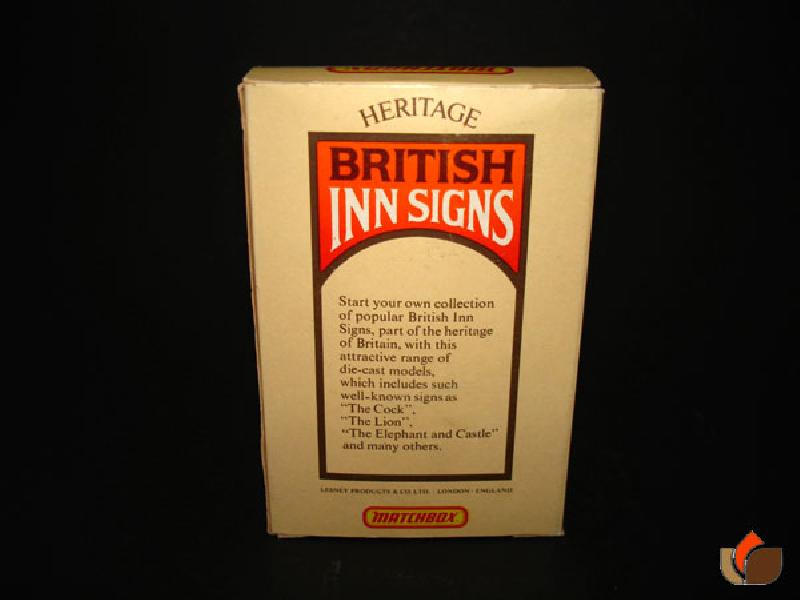 HERITAGE
BRITISH
INN SIGNS
Start your own collection
of popular British Inn
Signs, part of the heritage
of Britain, with this
attractive range of
die-cast models,
which includes such
well-known signs as
"The Cock",
"The Lion",
"The Elephant and Castle"
and many others.
LESNEY PRODUCTS & CO. LTD. LONDON · ENGLAND
MATCHBOX